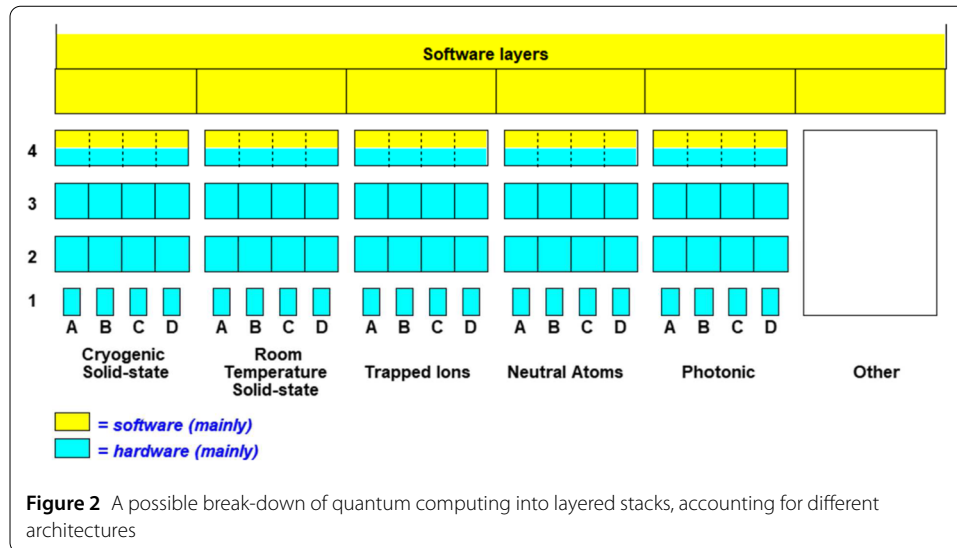 Software layers
4
3
2
1
A B C D A B C D A B C D A B C D A B C D
Cryogenic
Solid-state
Room
Temperature
Solid-state
Trapped Ions
Neutral Atoms
Photonic
Other
= software (mainly)
= hardware (mainly)
Figure 2 A possible break-down of quantum computing into layered stacks, accounting for different
architectures